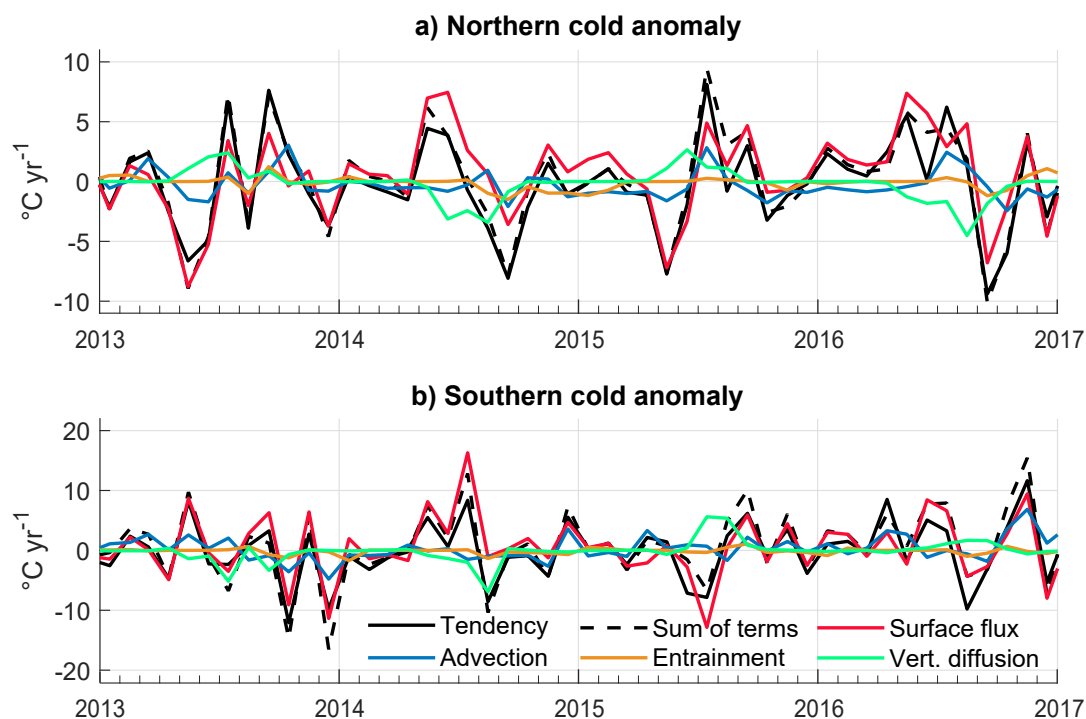 a) Northern cold anomaly
°C yr-1
10
5
0
-5
-10
2013 2014 2015 2016 2017
b) Southern cold anomaly
°C yr-1
20
10
0
-10
-20
Tendency Sum of terms Surface flux
Advection Entrainment Vert. diffusion
2013 2014 2015 2016 2017